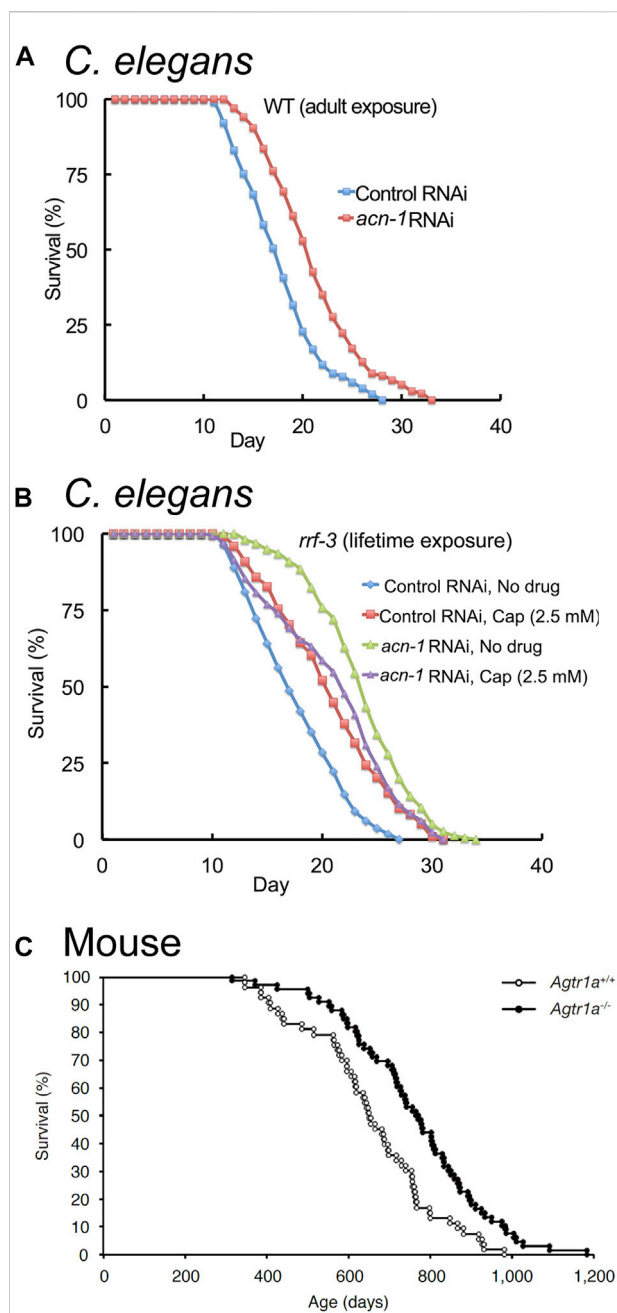 A C. elegans
WT (adult exposure)
Control RNAi
acn-1 RNAi
Survival (%)
100
75
50
25
0
0 10 20 30 40
Day
B C. elegans
rrf-3 (lifetime exposure)
Control RNAi, No drug
Control RNAi, Cap (2.5 mM)
acn-1 RNAi, No drug
acn-1 RNAi, Cap (2.5 mM)
Survival (%)
100
75
50
25
0
0 10 20 30 40
Day
C Mouse
Agtr1a+/+
Agtr1a-/-
Survival (%)
100
90
80
70
60
50
40
30
20
10
0
0 200 400 600 800 1,000 1,200
Age (days)